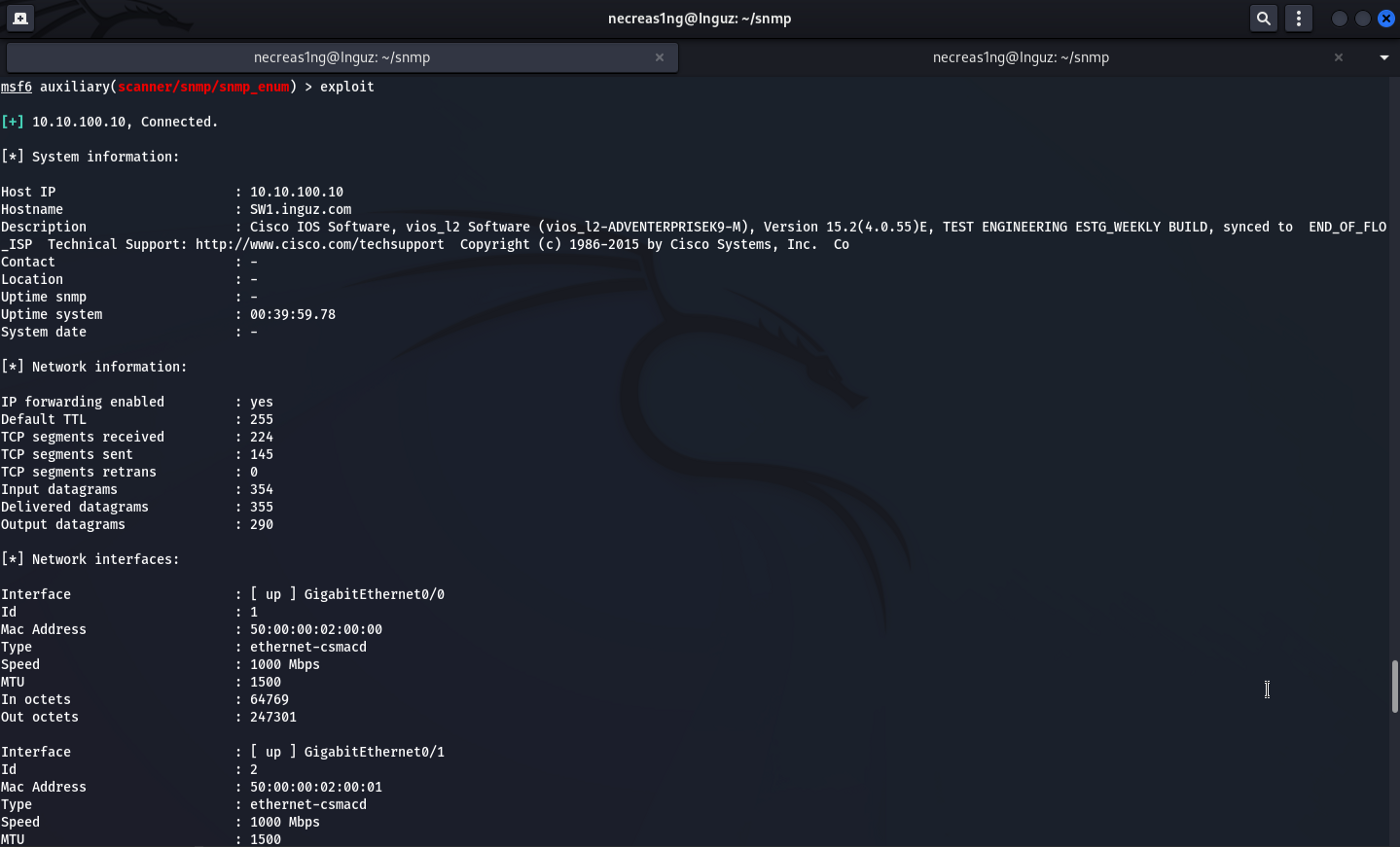 necreas1ng@Inguz: ~/snmp
necreas1ng@Inguz: ~/snmp
necreas1ng@Inguz: ~/snmp
msf6 auxiliary(scanner/snmp/snmp_enum) > exploit
[+] 10.10.100.10, Connected.
[*] System information:
Host IP : 10.10.100.10
Hostname : SW1.inguz.com
Description : Cisco IOS Software, vios_l2 Software (vios_l2-ADVENTERPRISEK9-M), Version 15.2(4.0.55)E, TEST ENGINEERING ESTG_WEEKLY BUILD, synced to  END_OF_FLO
_ISP  Technical Support: http://www.cisco.com/techsupport  Copyright (c) 1986-2015 by Cisco Systems, Inc.  Co
Contact : -
Location : -
Uptime snmp : -
Uptime system : 00:39:59.78
System date : -
[*] Network information:
IP forwarding enabled : yes
Default TTL : 255
TCP segments received : 224
TCP segments sent : 145
TCP segments retrans : 0
Input datagrams : 354
Delivered datagrams : 355
Output datagrams : 290
[*] Network interfaces:
Interface : [ up ] GigabitEthernet0/0
Id : 1
Mac Address : 50:00:00:02:00:00
Type : ethernet-csmacd
Speed : 1000 Mbps
MTU : 1500
In octets : 64769
Out octets : 247301
Interface : [ up ] GigabitEthernet0/1
Id : 2
Mac Address : 50:00:00:02:00:01
Type : ethernet-csmacd
Speed : 1000 Mbps
MTU : 1500